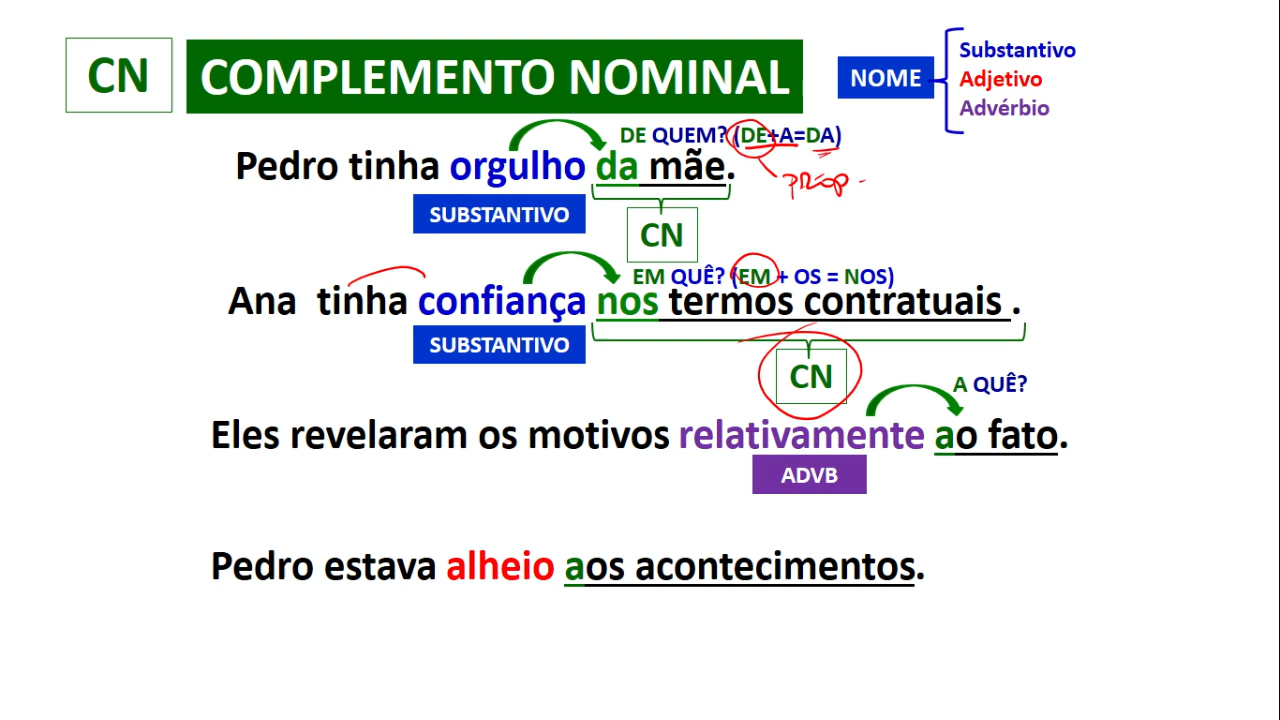 CN COMPLEMENTO NOMINAL
NOME
Substantivo
Adjetivo
Advérbio
DE QUEM? (DE+A=DA)
Pedro tinha orgulho da mãe.
PREP.
SUBSTANTIVO
CN
EM QUÊ? (EM + OS = NOS)
Ana tinha confiança nos termos contratuais .
SUBSTANTIVO
CN
A QUÊ?
Eles revelaram os motivos relativamente ao fato.
ADVB
Pedro estava alheio aos acontecimentos.